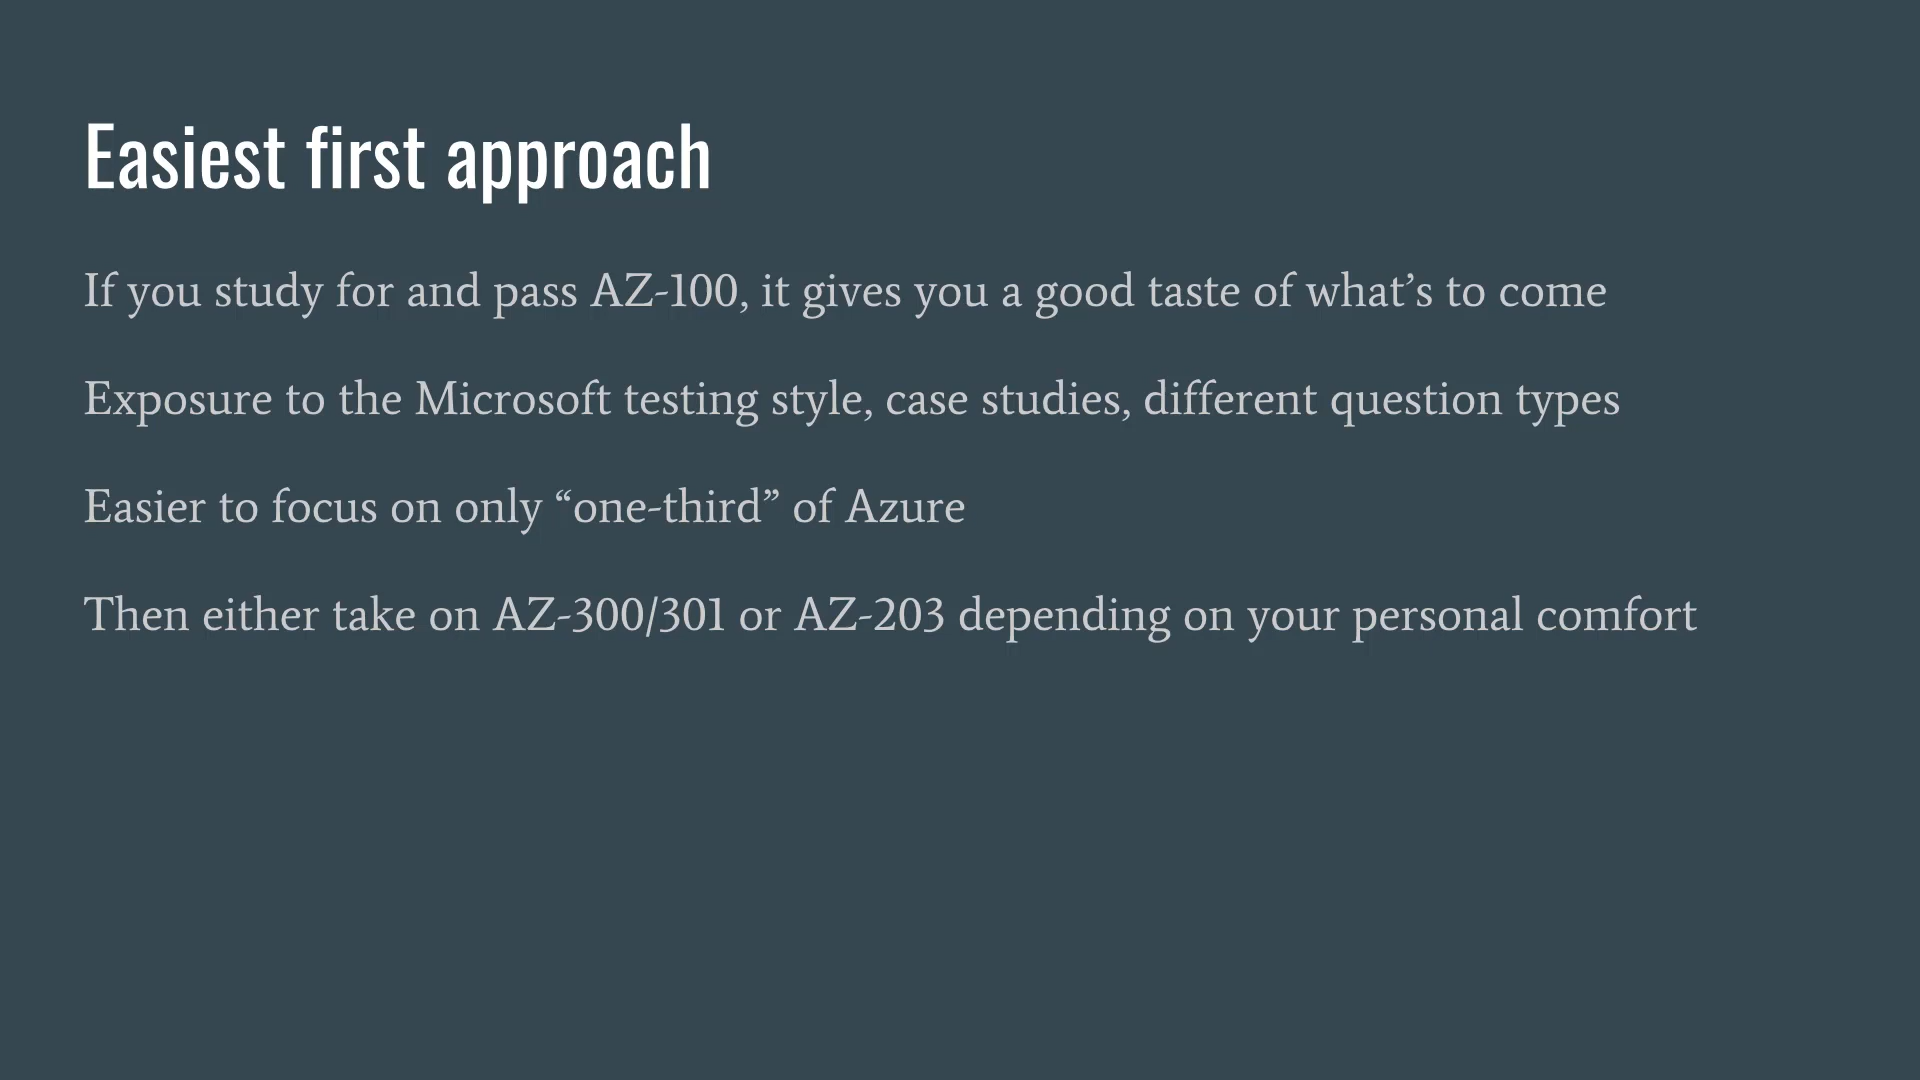 Easiest first approach
If you study for and pass AZ-100, it gives you a good taste of what’s to come
Exposure to the Microsoft testing style, case studies, different question types
Easier to focus on only “one-third” of Azure
Then either take on AZ-300/301 or AZ-203 depending on your personal comfort